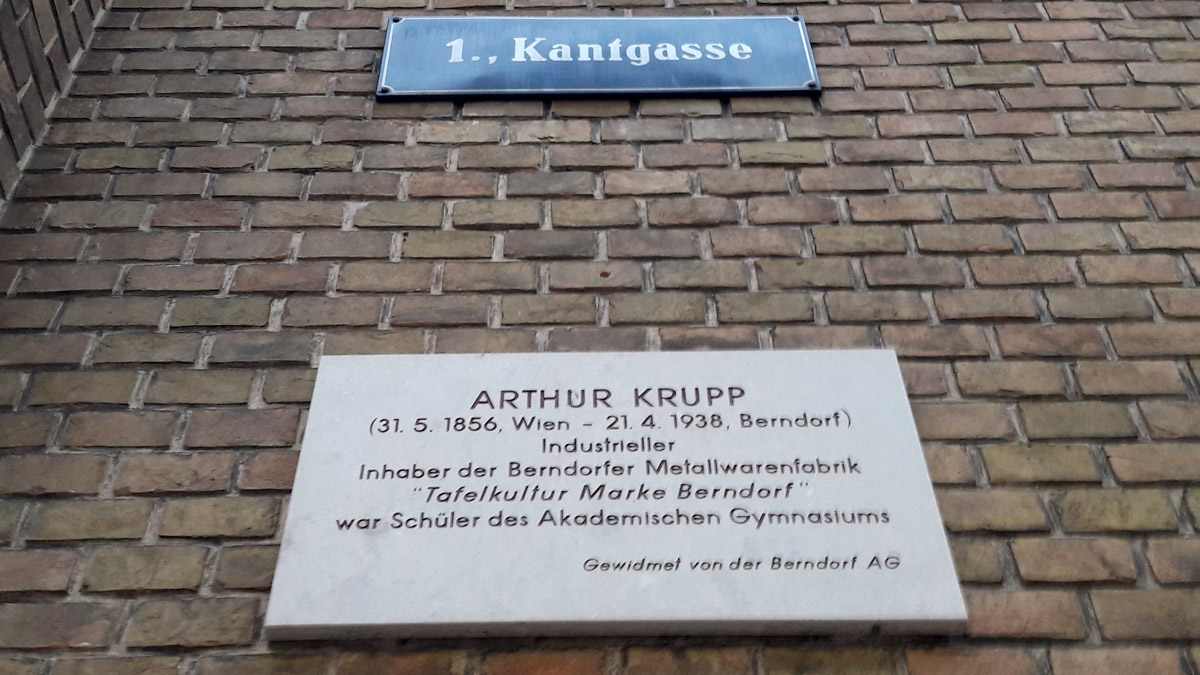 1., Kantgasse
ARTHUR KRUPP
(31. 5. 1856, Wien – 21. 4. 1938, Berndorf)
Industrieller
Inhaber der Berndorfer Metallwarenfabrik
"Tafelkultur Marke Berndorf"
war Schüler des Akademischen Gymnasiums
Gewidmet von der Berndorf AG